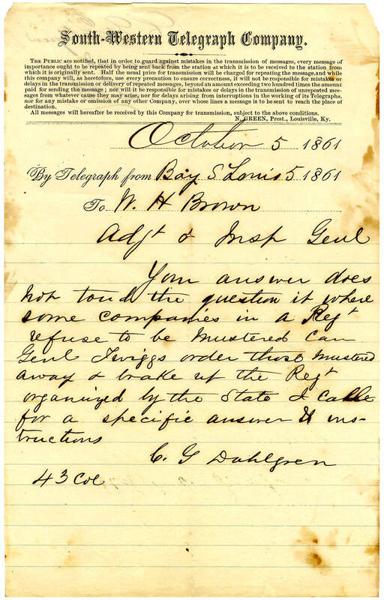 South-Western Telegraph Company.
THE PUBLIC are notified, that in order to guard against mistakes in the transmission of messages, every message of
importance ought to be repeated by being sent back from the station at which it is to be received to the station from
which it is originally sent. Half the usual price for transmission will be charged for repeating the message, and while
this company will, as heretofore, use every precaution to ensure correctness, it will not be responsible for mistakes or
delays in the transmission or delivery of repeated messages, beyond an amount exceeding two hundred times the amount
paid for sending the message; nor will it be responsible for mistakes or delays in the transmission of unrepeated mes-
sages from whatever cause they may arise, nor for delays arising from interruptions in the working of its Telegraphs,
nor for any mistake or omission of any other Company, over whose lines a message is to be sent to reach the place of
destination.
All messages will hereafter be received by this Company for transmission, subject to the above conditions.
N. GREEN, Prest., Louisville, Ky.
October 5 1861
By Telegraph from Bay S Louis 5 1861
To W. H Brown
Adjt & Insp Genl
Your answer does
not touch the question it where
some companies in a Regt
refuse to be mustered can
Genl Twiggs order those mustered
away & brake up the Regt
organized by the State I calle
for a specific answer & ins-
tructions
C G Dahlgren
43 Col